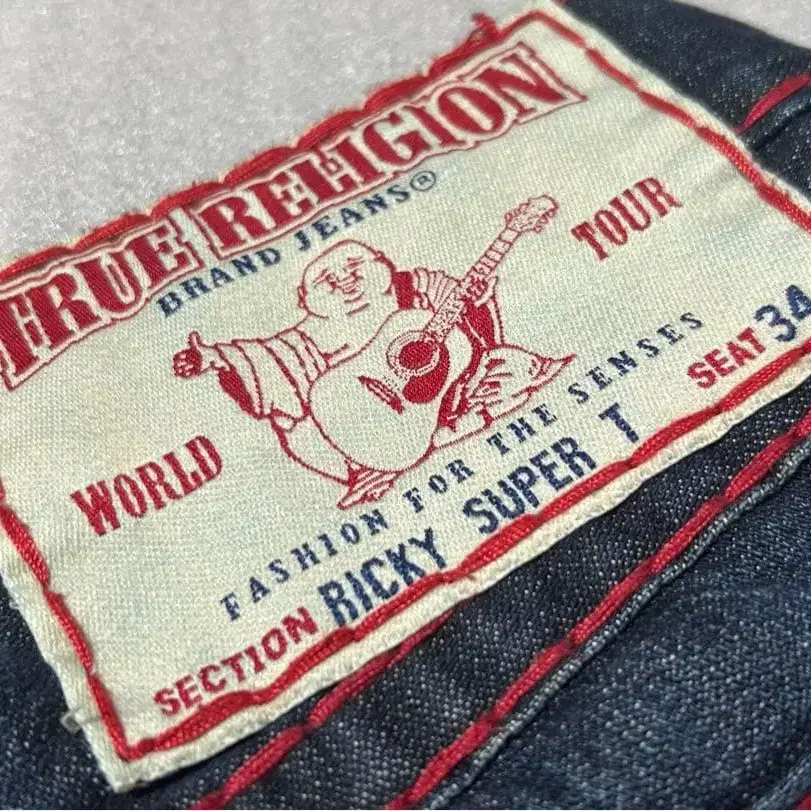 TRUE RELIGION
BRAND JEANS®
WORLD TOUR
FASHION FOR THE SENSES
SECTION RICKY SUPER T SEAT 34